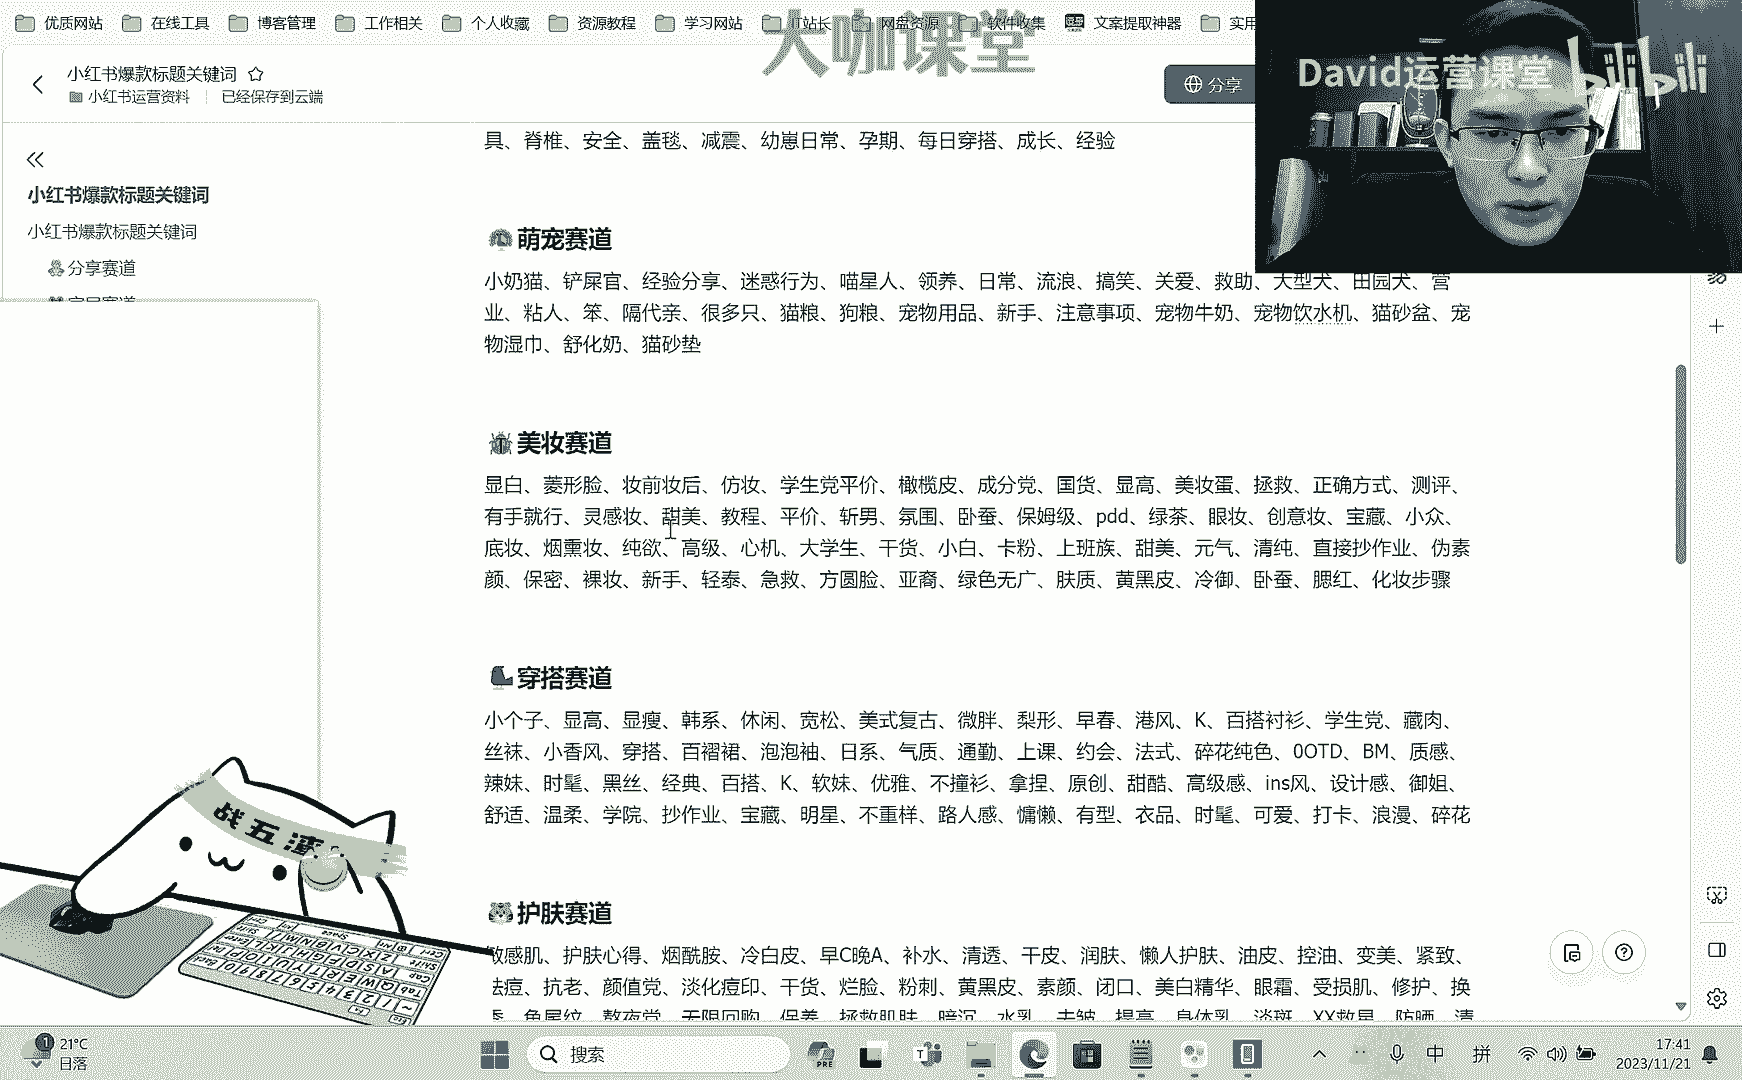 优质网站 在线工具 博客管理 工作相关 个人收藏 资源教程 学习网站 IT站长 网盘资源 软件收集 文案提取神器 实用
大咖课堂
David运营课堂 bilibili
小红书爆款标题关键词
小红书运营资料 | 已经保存到云端
分享
小红书爆款标题关键词
小红书爆款标题关键词
分享赛道
具、脊椎、安全、盖毯、减震、幼崽日常、孕期、每日穿搭、成长、经验
萌宠赛道
小奶猫、铲屎官、经验分享、迷惑行为、喵星人、领养、日常、流浪、搞笑、关爱、救助、大型犬、田园犬、营
业、粘人、笨、隔代亲、很多只、猫粮、狗粮、宠物用品、新手、注意事项、宠物牛奶、宠物饮水机、猫砂盆、宠
物湿巾、舒化奶、猫砂垫
美妆赛道
显白、菱形脸、妆前妆后、仿妆、学生党平价、橄榄皮、成分党、国货、显高、美妆蛋、拯救、正确方式、测评、
有手就行、灵感妆、甜美、教程、平价、斩男、氛围、卧蚕、保姆级、pdd、绿茶、眼妆、创意妆、宝藏、小众、
底妆、烟熏妆、纯欲、高级、心机、大学生、干货、小白、卡粉、上班族、甜美、元气、清纯、直接抄作业、伪素
颜、保密、裸妆、新手、轻泰、急救、方圆脸、亚裔、绿色无广、肤质、黄黑皮、冷御、卧蚕、腮红、化妆步骤
穿搭赛道
小个子、显高、显瘦、韩系、休闲、宽松、美式复古、微胖、梨形、早春、港风、K、百搭衬衫、学生党、藏肉、
丝袜、小香风、穿搭、百褶裙、泡泡袖、日系、气质、通勤、上课、约会、法式、碎花纯色、0OTD、BM、质感、
辣妹、时髦、黑丝、经典、百搭、K、软妹、优雅、不撞衫、拿捏、原创、甜酷、高级感、ins风、设计感、御姐、
舒适、温柔、学院、抄作业、宝藏、明星、不重样、路人感、慵懒、有型、衣品、时髦、可爱、打卡、浪漫、碎花
护肤赛道
敏感肌、护肤心得、烟酰胺、冷白皮、早C晚A、补水、清透、干皮、润肤、懒人护肤、油皮、控油、变美、紧致、
祛痘、抗老、颜值党、淡化痘印、干货、烂脸、粉刺、黄黑皮、素颜、闭口、美白精华、眼霜、受损肌、修护、换
战五渣
21°C
日落
搜索
中 拼
17:41
2023/11/21